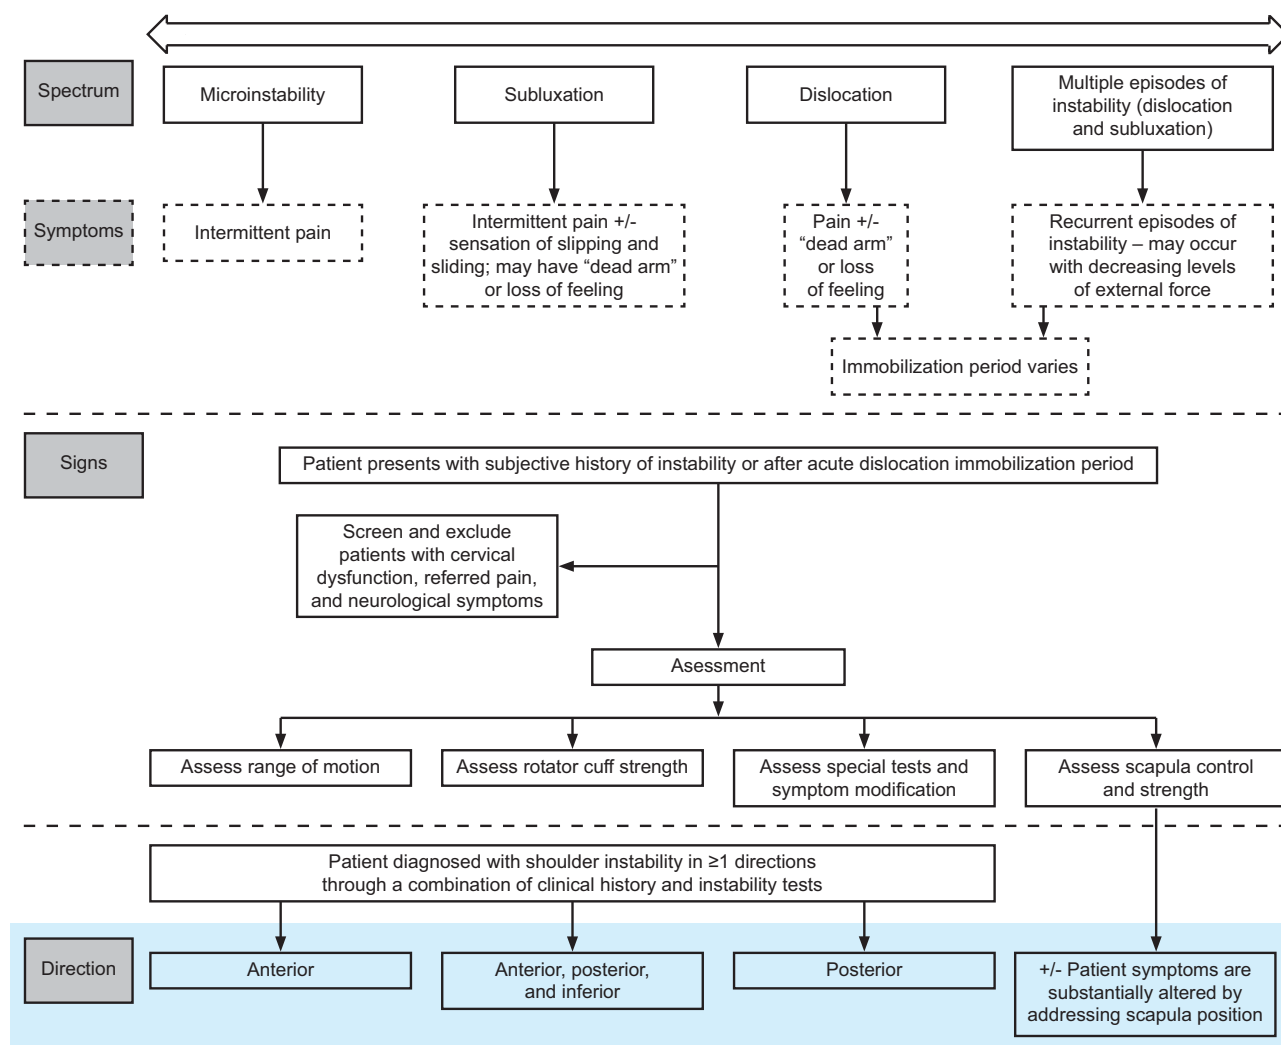 Spectrum
Microinstability
Subluxation
Dislocation
Multiple episodes of
instability (dislocation
and subluxation)
Symptoms
Intermittent pain
Intermittent pain +/-
sensation of slipping and
sliding; may have “dead arm”
or loss of feeling
Pain +/-
“dead arm”
or loss
of feeling
Recurrent episodes of
instability – may occur
with decreasing levels
of external force
Immobilization period varies
Signs
Patient presents with subjective history of instability or after acute dislocation immobilization period
Screen and exclude
patients with cervical
dysfunction, referred pain,
and neurological symptoms
Asessment
Assess range of motion
Assess rotator cuff strength
Assess special tests and
symptom modification
Assess scapula control
and strength
Patient diagnosed with shoulder instability in ≥1 directions
through a combination of clinical history and instability tests
Direction
Anterior
Anterior, posterior,
and inferior
Posterior
+/- Patient symptoms are
substantially altered by
addressing scapula position